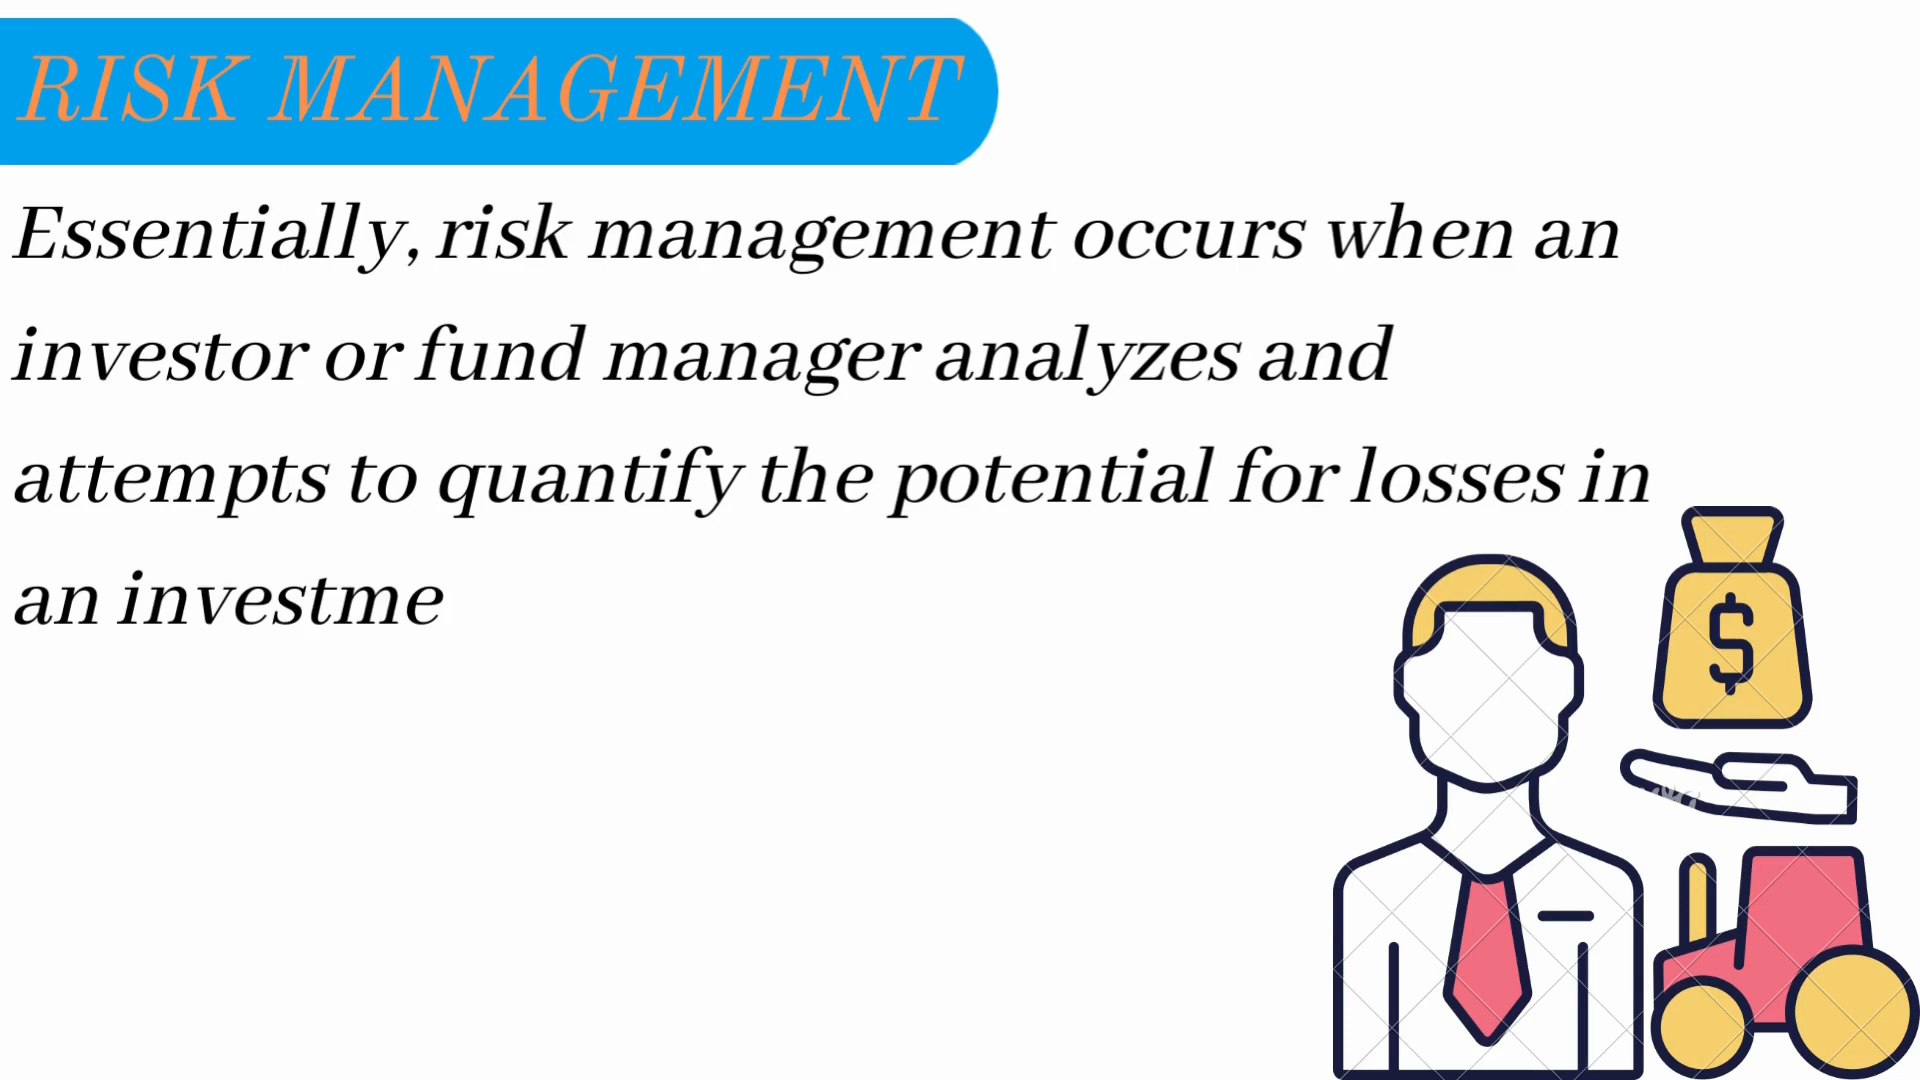 RISK MANAGEMENT
Essentially, risk management occurs when an
investor or fund manager analyzes and
attempts to quantify the potential for losses in
an investme
$